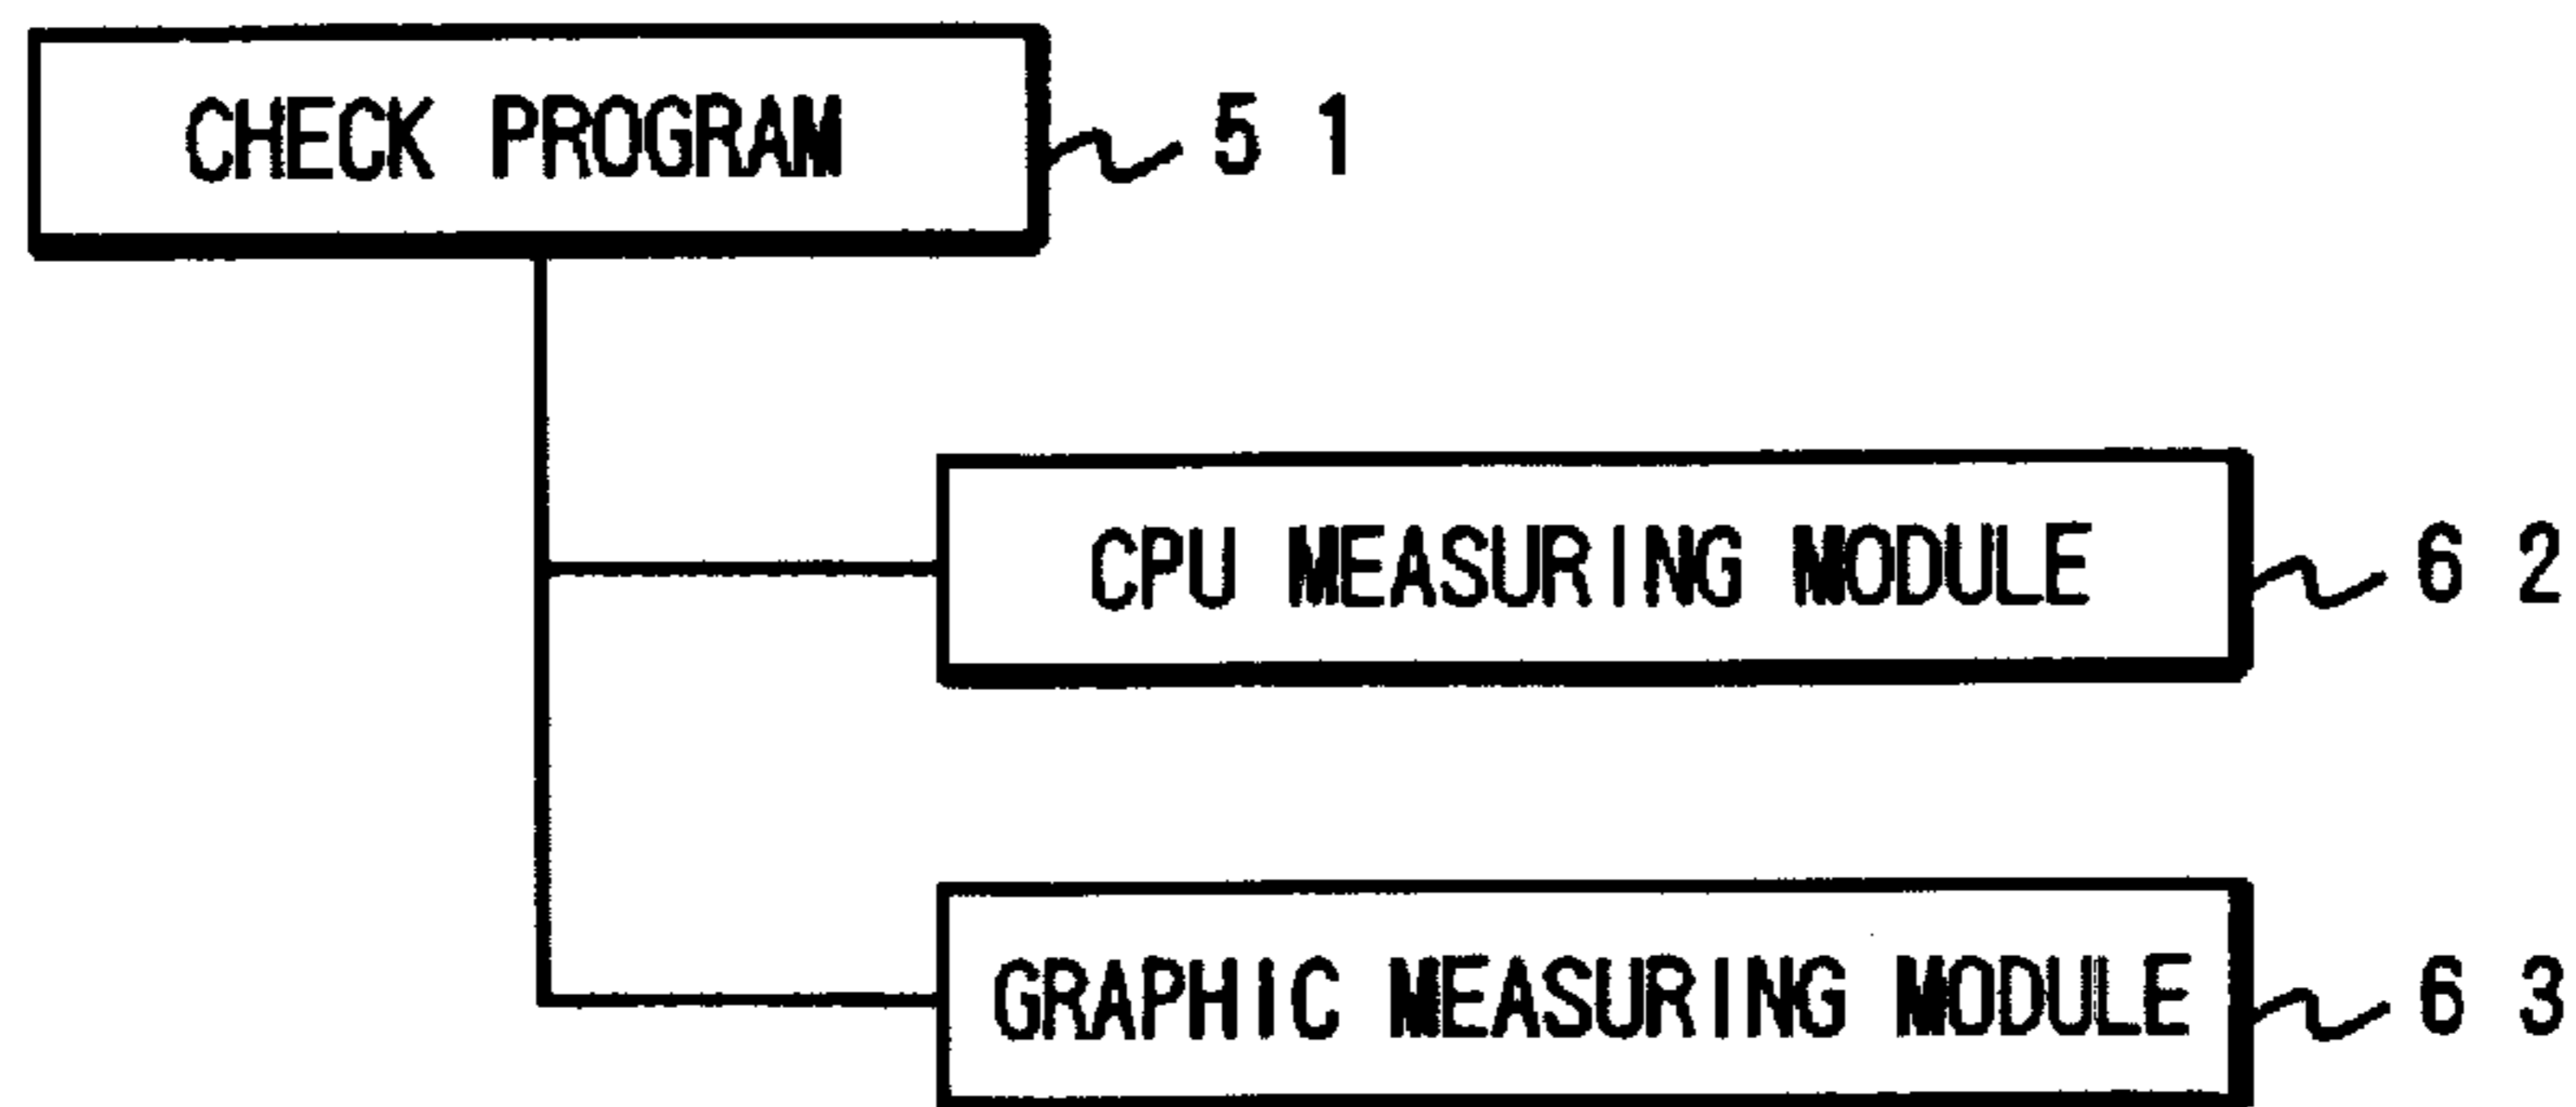 CHECK PROGRAM 51
CPU MEASURING MODULE 62
GRAPHIC MEASURING MODULE 63